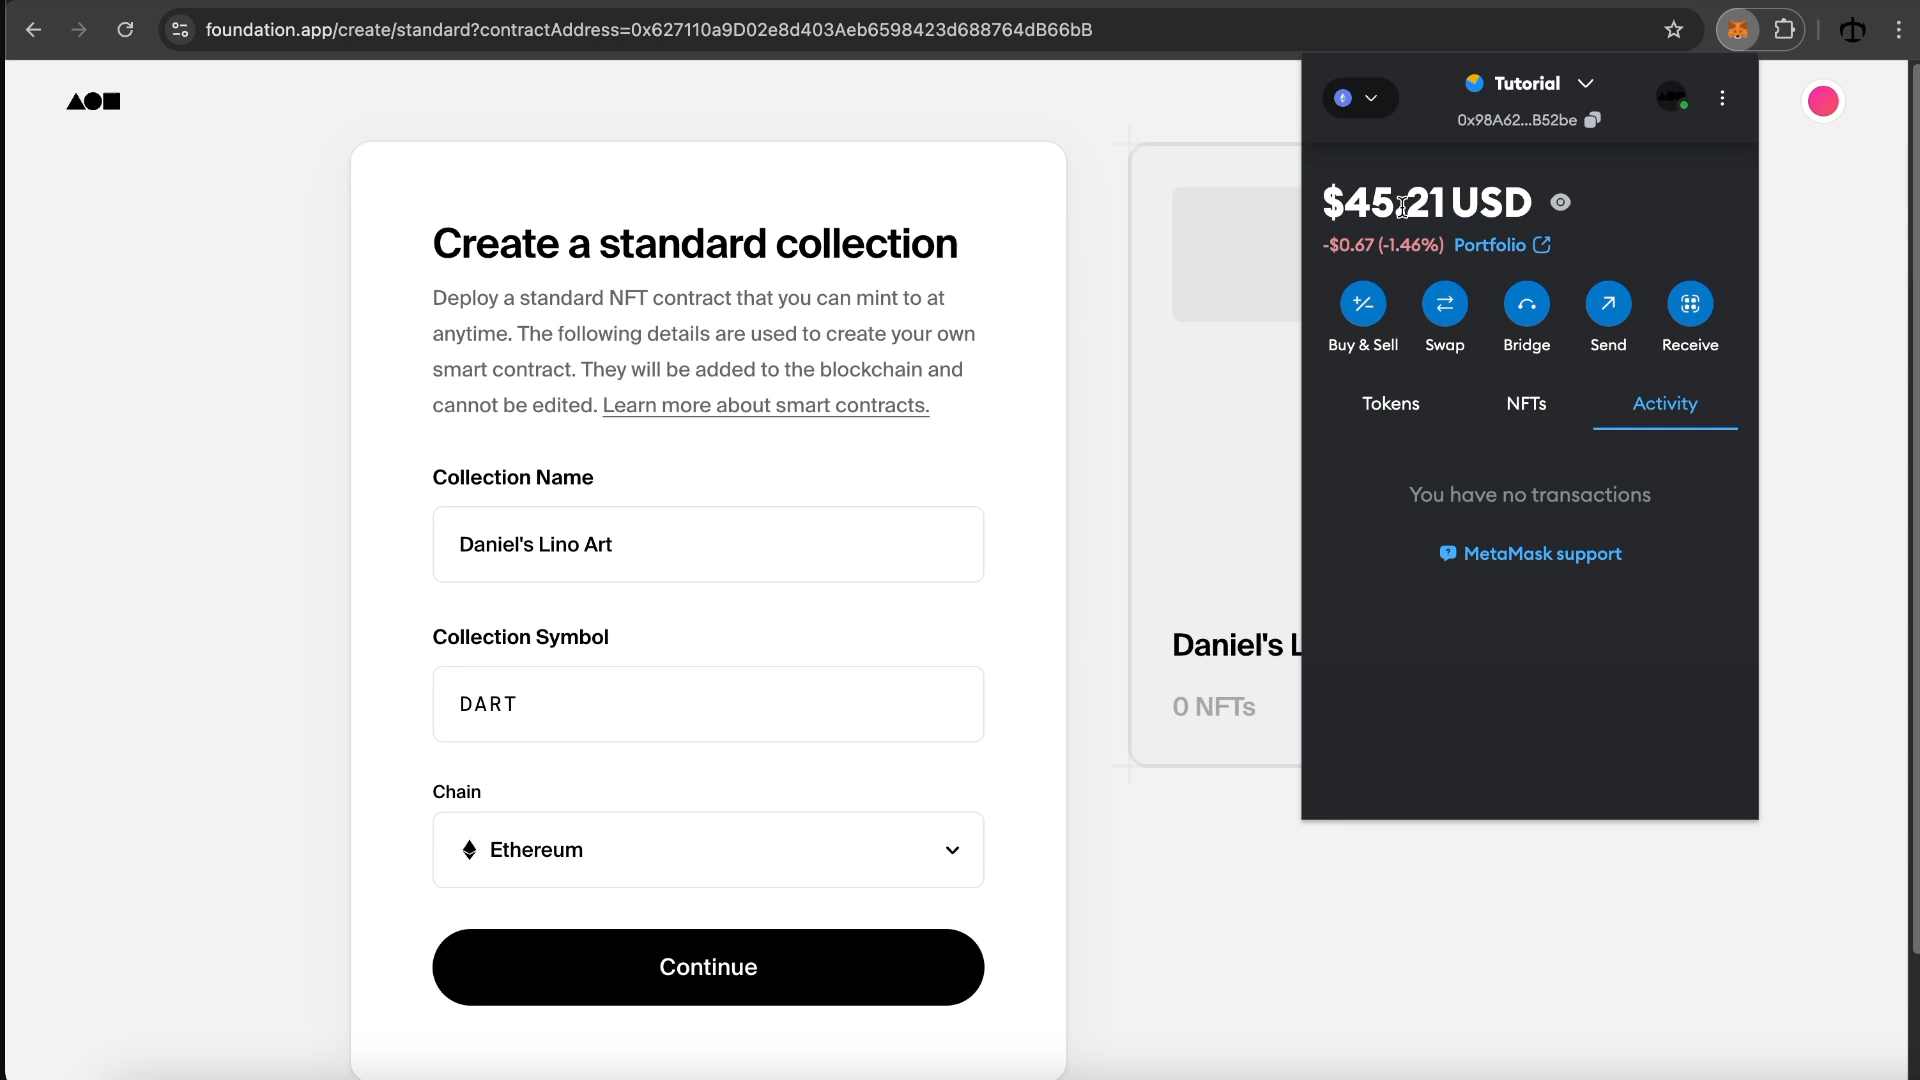 foundation.app/create/standard?contractAddress=0x627110a9D02e8d403Aeb6598423d688764dB66bB
Create a standard collection
Deploy a standard NFT contract that you can mint to at
anytime. The following details are used to create your own
smart contract. They will be added to the blockchain and
cannot be edited. Learn more about smart contracts.
Collection Name
Daniel's Lino Art
Collection Symbol
DART
Chain
Ethereum
Continue
Daniel's L
0 NFTs
Tutorial
0x98A62...B52be
$45.21 USD
-$0.67 (-1.46%) Portfolio
Buy & Sell
Swap
Bridge
Send
Receive
Tokens
NFTs
Activity
You have no transactions
MetaMask support